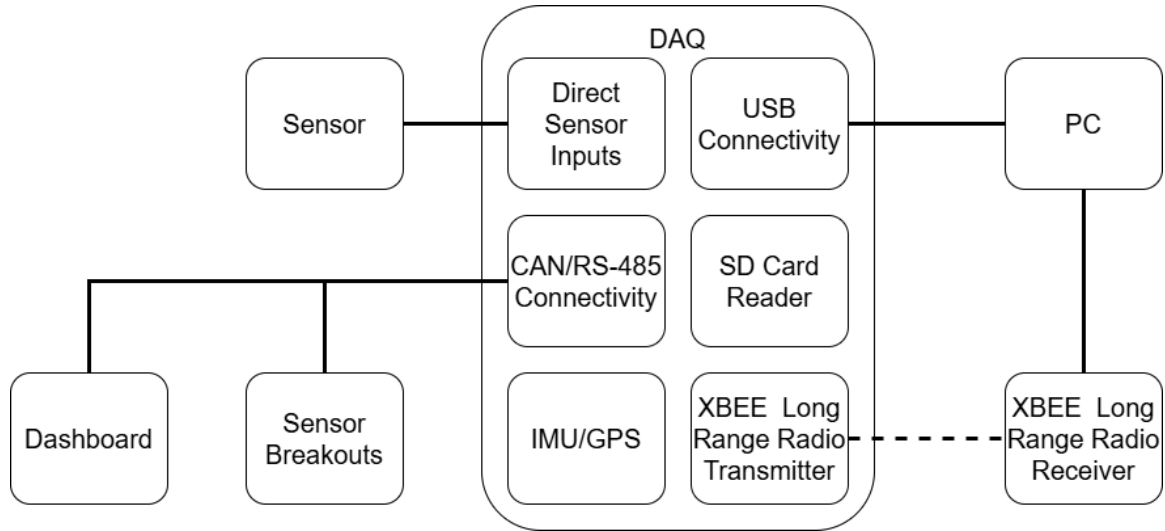 DAQ
Sensor
Direct
Sensor
Inputs
USB
Connectivity
PC
CAN/RS-485
Connectivity
SD Card
Reader
Dashboard
Sensor
Breakouts
IMU/GPS
XBEE Long
Range Radio
Transmitter
XBEE Long
Range Radio
Receiver